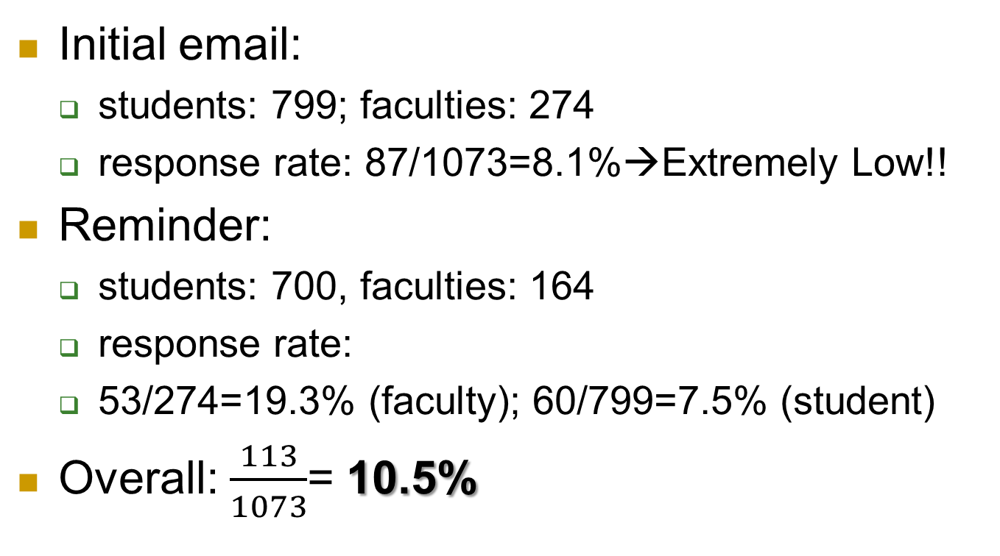 Initial email:
students: 799; faculties: 274
response rate: 87/1073=8.1%→Extremely Low!!
Reminder:
students: 700, faculties: 164
response rate:
53/274=19.3% (faculty); 60/799=7.5% (student)
Overall: 113/1073 = 10.5%